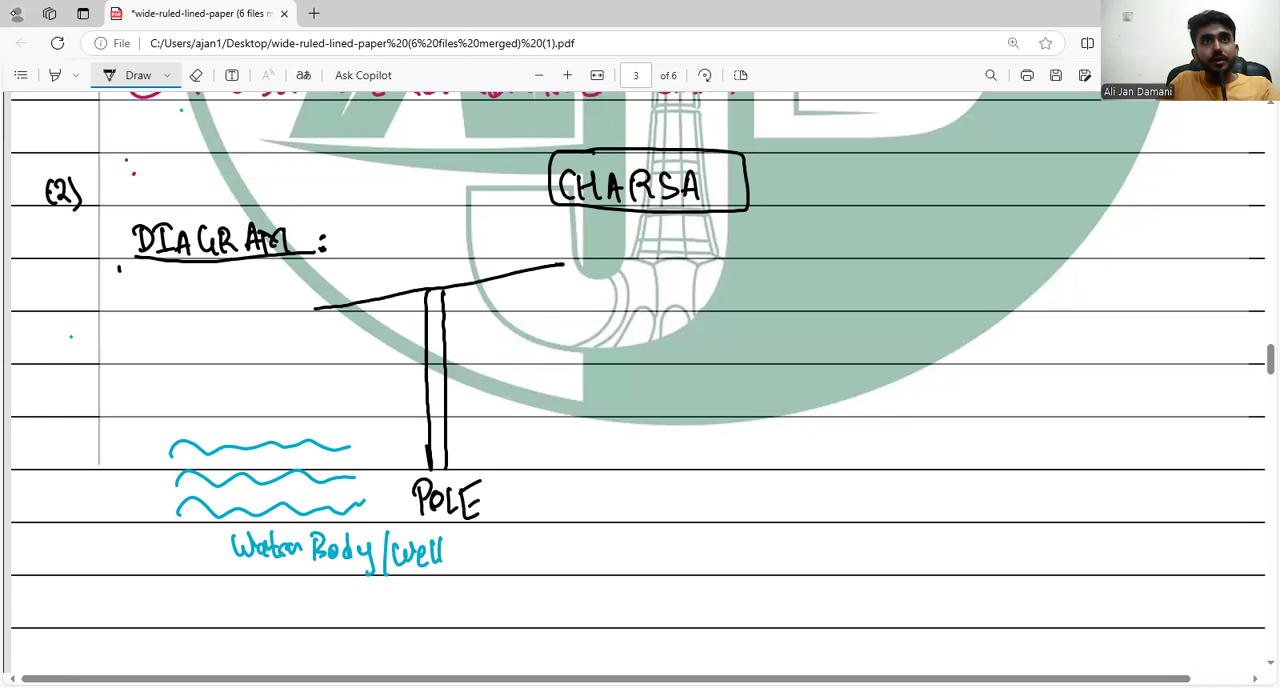 *wide-ruled-lined-paper (6 files m
File
C:/Users/ajan1/Desktop/wide-ruled-lined-paper%20(6%20files%20merged)%20(1).pdf
Draw
Ask Copilot
3 of 6
Ali Jan Damani
(2)
CHARSA
DIAGRAM :
POLE
Water Body/Well